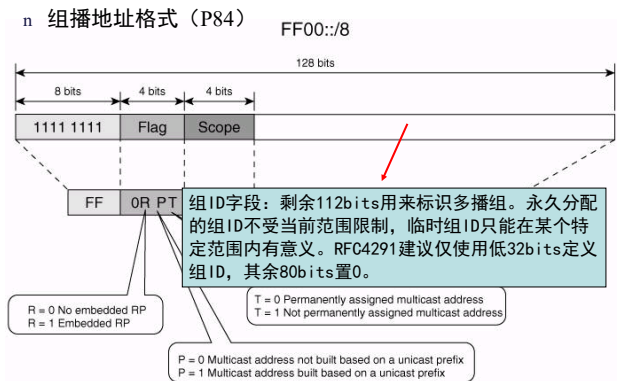 n 组播地址格式（P84）
FF00::/8
128 bits
8 bits 4 bits 4 bits
1111 1111 Flag Scope
FF 0R PT
组ID字段：剩余112bits用来标识多播组。永久分配
的组ID不受当前范围限制，临时组ID只能在某个特
定范围内有意义。RFC4291建议仅使用低32bits定义
组ID，其余80bits置0。
R = 0 No embedded RP
R = 1 Embedded RP
T = 0 Permanently assigned multicast address
T = 1 Not permanently assigned multicast address
P = 0 Multicast address not built based on a unicast prefix
P = 1 Multicast address built based on a unicast prefix